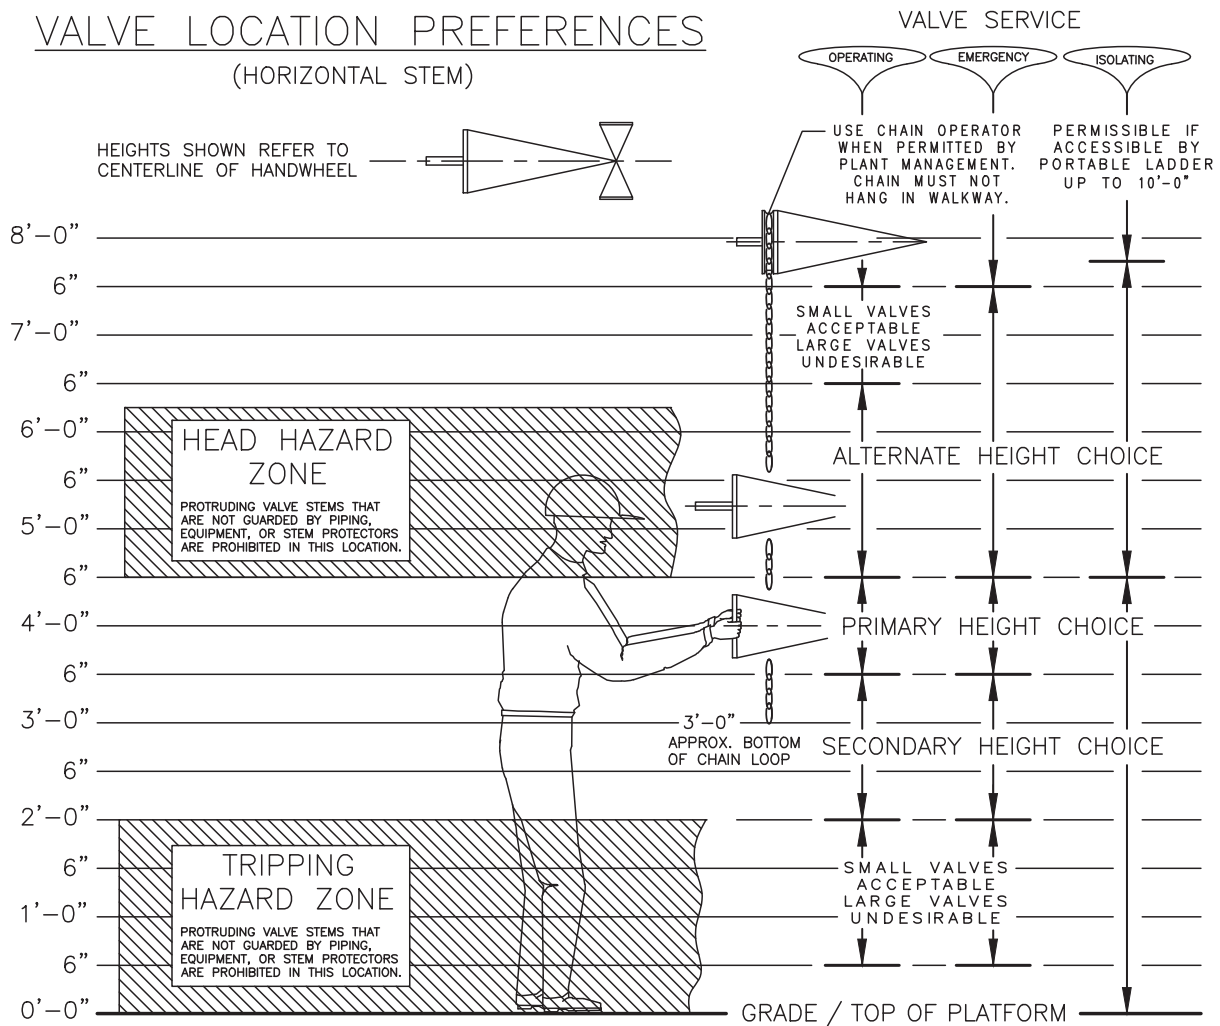 VALVE LOCATION PREFERENCES
(HORIZONTAL STEM)
VALVE SERVICE
OPERATING
EMERGENCY
ISOLATING
HEIGHTS SHOWN REFER TO
CENTERLINE OF HANDWHEEL
USE CHAIN OPERATOR
WHEN PERMITTED BY
PLANT MANAGEMENT.
CHAIN MUST NOT
HANG IN WALKWAY.
PERMISSIBLE IF
ACCESSIBLE BY
PORTABLE LADDER
UP TO 10'-0"
8'-0"
6"
7'-0"
6"
6'-0"
6"
5'-0"
6"
4'-0"
6"
3'-0"
6"
2'-0"
6"
1'-0"
6"
0'-0"
SMALL VALVES
ACCEPTABLE
LARGE VALVES
UNDESIRABLE
HEAD HAZARD
ZONE
PROTRUDING VALVE STEMS THAT
ARE NOT GUARDED BY PIPING,
EQUIPMENT, OR STEM PROTECTORS
ARE PROHIBITED IN THIS LOCATION.
ALTERNATE HEIGHT CHOICE
PRIMARY HEIGHT CHOICE
3'-0"
APPROX. BOTTOM
OF CHAIN LOOP
SECONDARY HEIGHT CHOICE
TRIPPING
HAZARD ZONE
PROTRUDING VALVE STEMS THAT
ARE NOT GUARDED BY PIPING,
EQUIPMENT, OR STEM PROTECTORS
ARE PROHIBITED IN THIS LOCATION.
SMALL VALVES
ACCEPTABLE
LARGE VALVES
UNDESIRABLE
GRADE / TOP OF PLATFORM